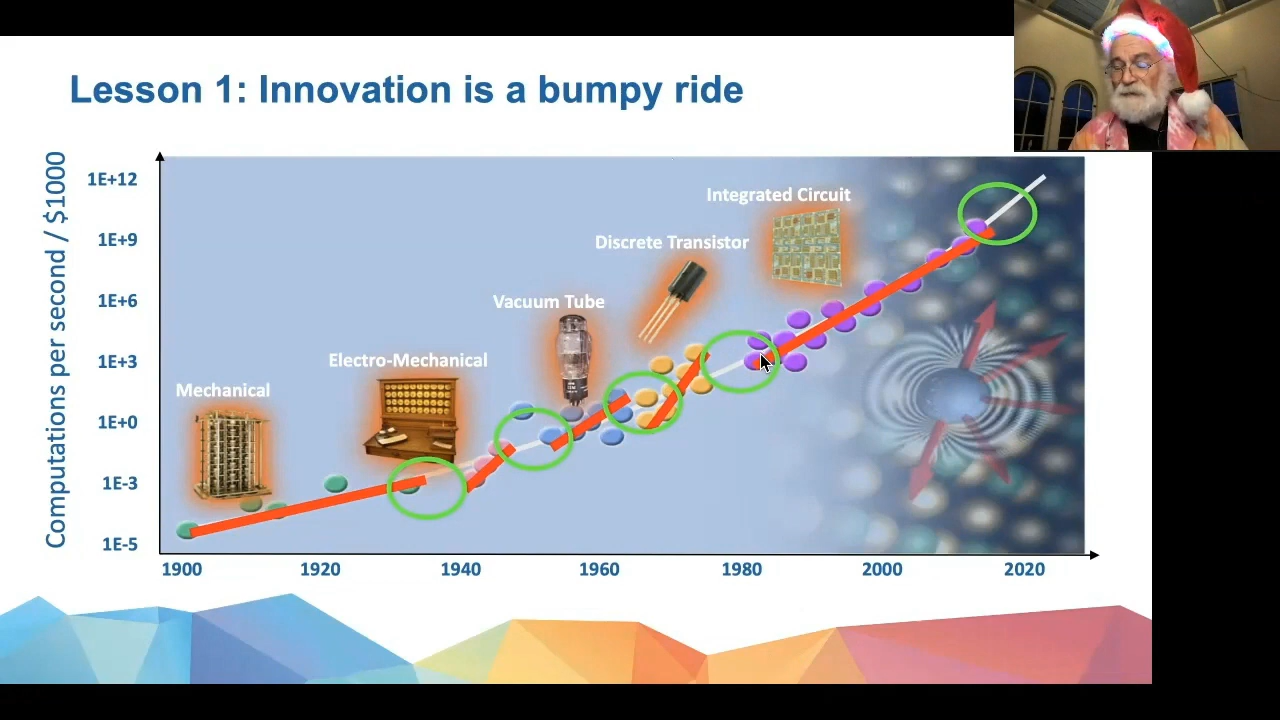 Lesson 1: Innovation is a bumpy ride
Computations per second / $1000
1E+12
1E+9
1E+6
1E+3
1E+0
1E-3
1E-5
Integrated Circuit
Discrete Transistor
Vacuum Tube
Electro-Mechanical
Mechanical
1900
1920
1940
1960
1980
2000
2020